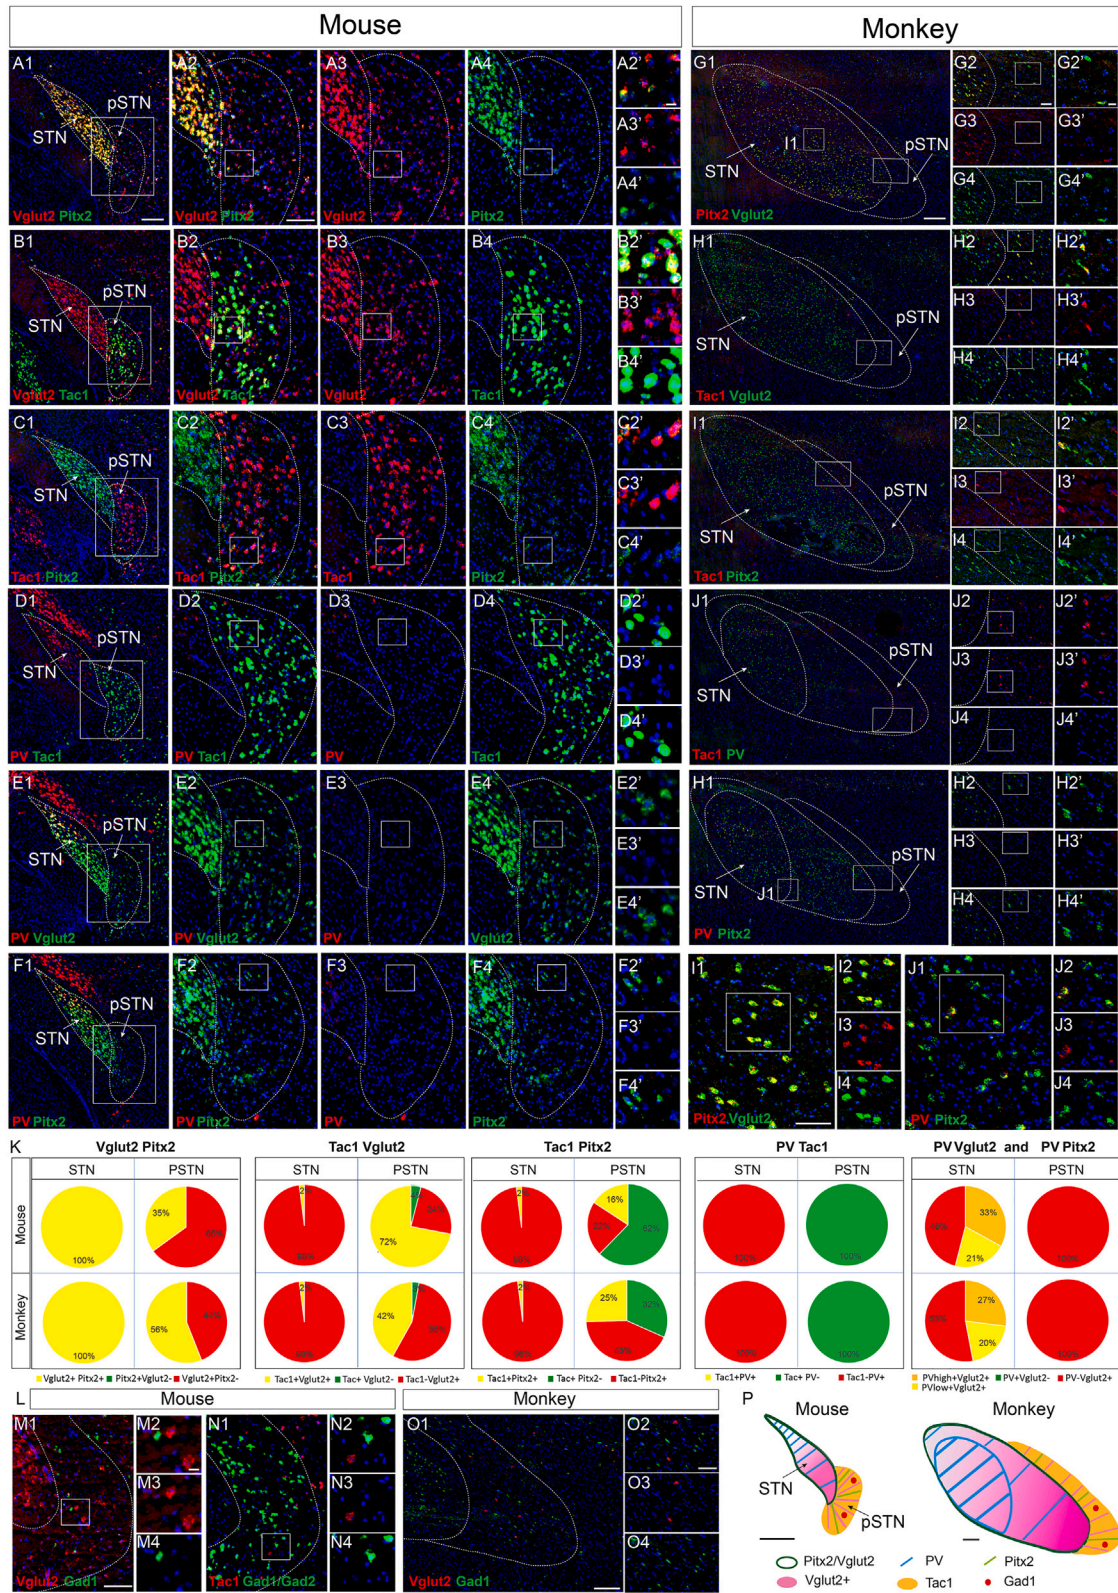 Mouse
Monkey
A1
pSTN
STN
Vglut2 Pitx2
A2
Vglut2 Pitx2
A3
Vglut2
A4
Pitx2
A2'
A3'
A4'
G1
I1
STN
pSTN
Pitx2 Vglut2
G2
G3
G4
G2'
G3'
G4'
B1
pSTN
STN
Vglut2 Tac1
B2
Vglut2 Tac1
B3
Vglut2
B4
Tac1
B2'
B3'
B4'
H1
STN
pSTN
Tac1 Vglut2
H2
H3
H4
H2'
H3'
H4'
C1
pSTN
STN
Tac1 Pitx2
C2
Tac1 Pitx2
C3
Tac1
C4
Pitx2
C2'
C3'
C4'
I1
STN
pSTN
Tac1 Pitx2
I2
I3
I4
I2'
I3'
I4'
D1
pSTN
STN
PV Tac1
D2
PV Tac1
D3
PV
D4
Tac1
D2'
D3'
D4'
J1
STN
pSTN
Tac1 PV
J2
J3
J4
J2'
J3'
J4'
E1
STN
pSTN
PV Vglut2
E2
PV Vglut2
E3
PV
E4
Vglut2
E2'
E3'
E4'
H1
STN
J1
pSTN
PV Pitx2
H2
H3
H4
H2'
H3'
H4'
F1
pSTN
STN
PV Pitx2
F2
PV Pitx2
F3
PV
F4
Pitx2
F2'
F3'
F4'
I1
Pitx2 Vglut2
I2
I3
I4
J1
PV Pitx2
J2
J3
J4
K
Vglut2 Pitx2
Tac1 Vglut2
Tac1 Pitx2
PV Tac1
PV Vglut2 and PV Pitx2
STN PSTN STN PSTN STN PSTN STN PSTN STN PSTN
Mouse
100%
35%
2%
72%
24%
2%
16%
22%
62%
100%
100%
33%
21%
100%
Monkey
100%
56%
2%
42%
2%
25%
32%
100%
100%
27%
20%
100%
Vglut2+ Pitx2+ Pitx2+Vglut2- Vglut2+Pitx2-
Tac1+Vglut2+ Tac+ Vglut2- Tac1-Vglut2+
Tac1+Pitx2+ Tac+ Pitx2- Tac1-Pitx2+
Tac1+PV+ Tac+ PV- Tac1-PV+
PVhigh+Vglut2+ PV+Vglut2- PV-Vglut2+
PVlow+Vglut2+
L
Mouse
Monkey
M1
Vglut2 Gad1
M2
M3
M4
N1
Tac1 Gad1/Gad2
N2
N3
N4
O1
Vglut2 Gad1
O2
O3
O4
P
Mouse
Monkey
STN
pSTN
Pitx2/Vglut2 PV Pitx2
Vglut2+ Tac1 Gad1